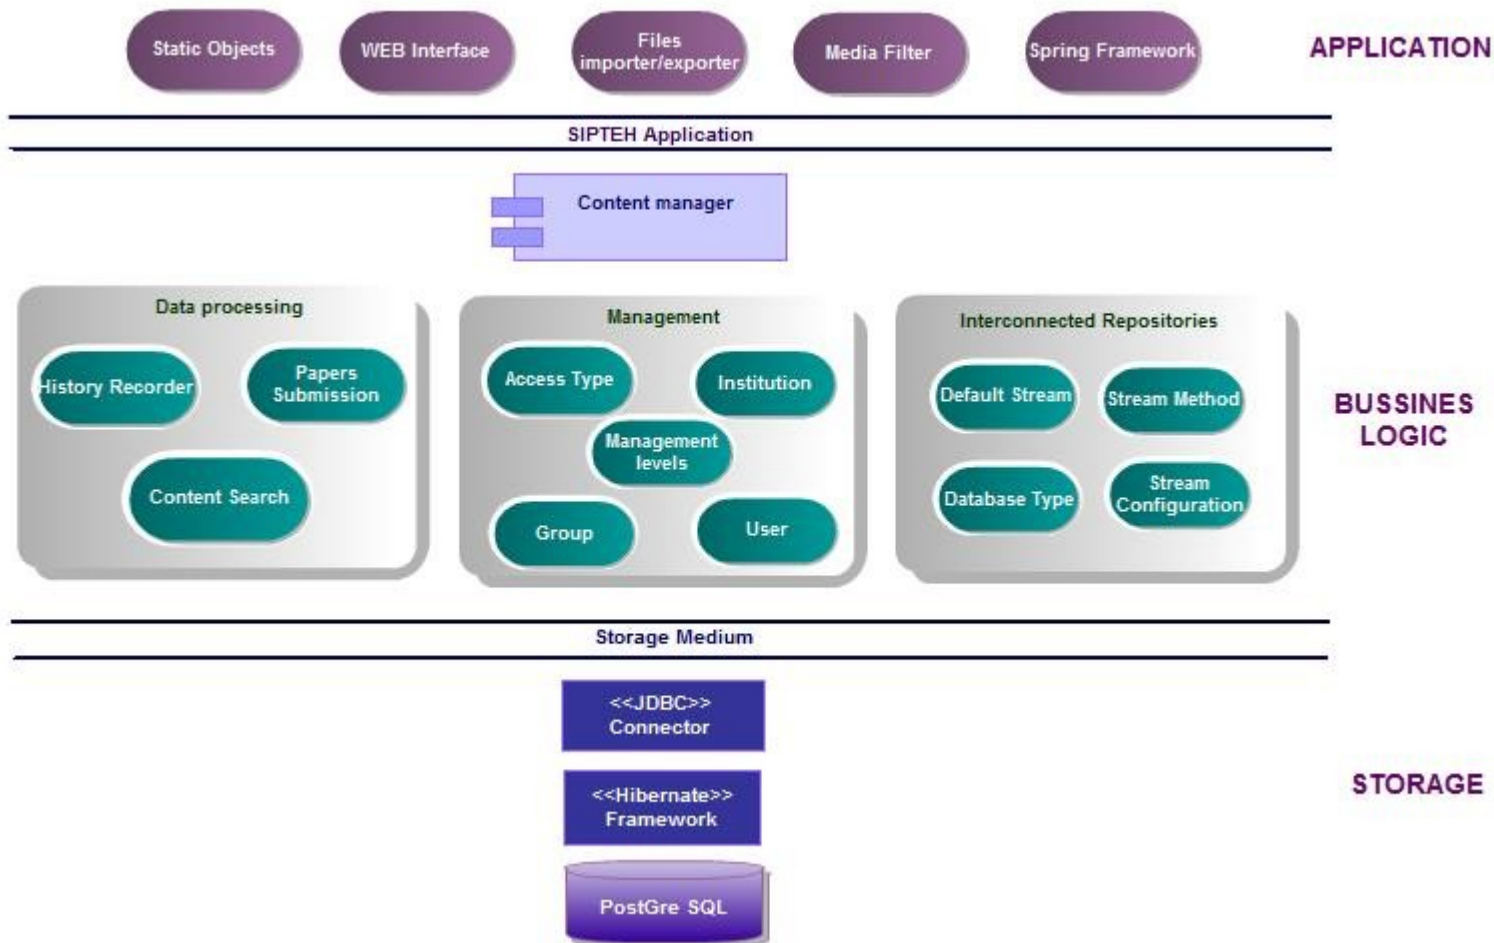 Static Objects
WEB Interface
Files
importer/exporter
Media Filter
Spring Framework
APPLICATION
SIPTEH Application
Content manager
Data processing
History Recorder
Papers
Submission
Content Search
Management
Access Type
Institution
Management
levels
Group
User
Interconnected Repositories
Default Stream
Stream Method
Database Type
Stream
Configuration
BUSSINES
LOGIC
Storage Medium
<<JDBC>>
Connector
<<Hibernate>>
Framework
PostGre SQL
STORAGE